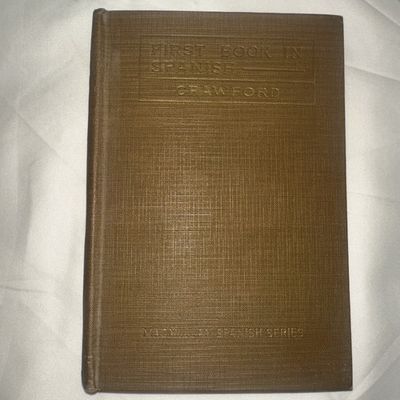 FIRST BOOK IN
SPANISH
CRAWFORD
MACMILLAN SPANISH SERIES